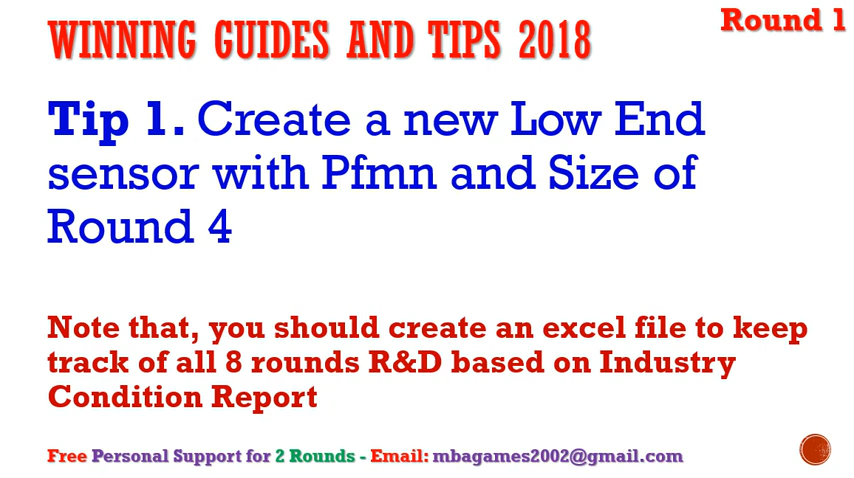 Round 1
WINNING GUIDES AND TIPS 2018
Tip 1. Create a new Low End
sensor with Pfmn and Size of
Round 4
Note that, you should create an excel file to keep
track of all 8 rounds R&D based on Industry
Condition Report
Free Personal Support for 2 Rounds - Email: mbagames2002@gmail.com